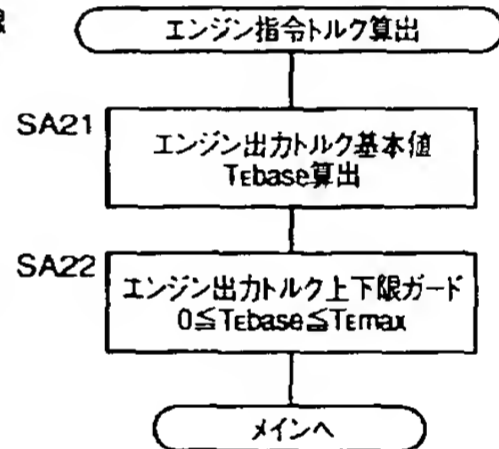 線
エンジン指令トルク算出
SA21
エンジン出力トルク基本値
TEbase算出
SA22
エンジン出力トルク上下限ガード
0≦TEbase≦TEmax
メインへ